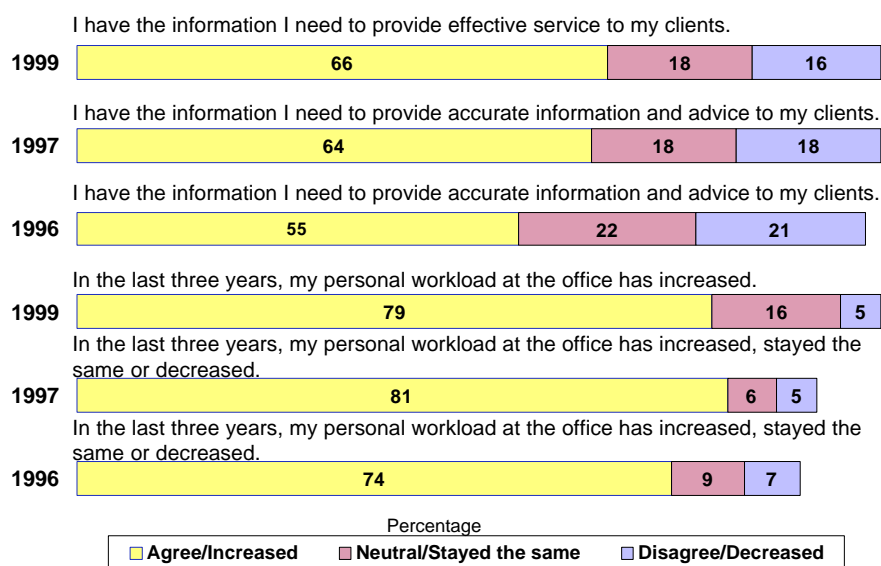 I have the information I need to provide effective service to my clients.
1999 66 18 16
I have the information I need to provide accurate information and advice to my clients.
1997 64 18 18
I have the information I need to provide accurate information and advice to my clients.
1996 55 22 21
In the last three years, my personal workload at the office has increased.
1999 79 16 5
In the last three years, my personal workload at the office has increased, stayed the
same or decreased.
1997 81 6 5
In the last three years, my personal workload at the office has increased, stayed the
same or decreased.
1996 74 9 7
Percentage
Agree/Increased Neutral/Stayed the same Disagree/Decreased